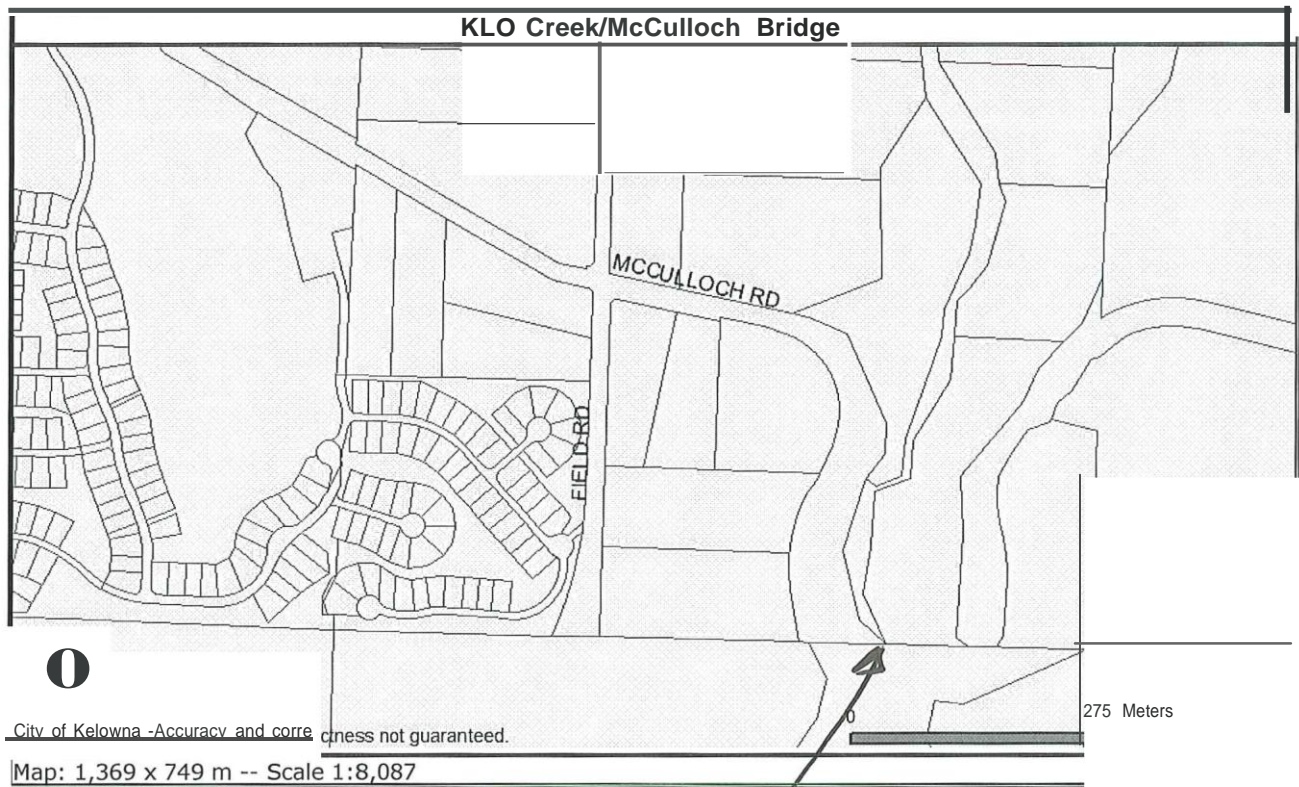 KLO Creek/McCulloch Bridge
MCCULLOCH RD
FIELD RD
0
0
275 Meters
City of Kelowna -Accuracy and corre ctness not guaranteed.
Map: 1,369 x 749 m -- Scale 1:8,087